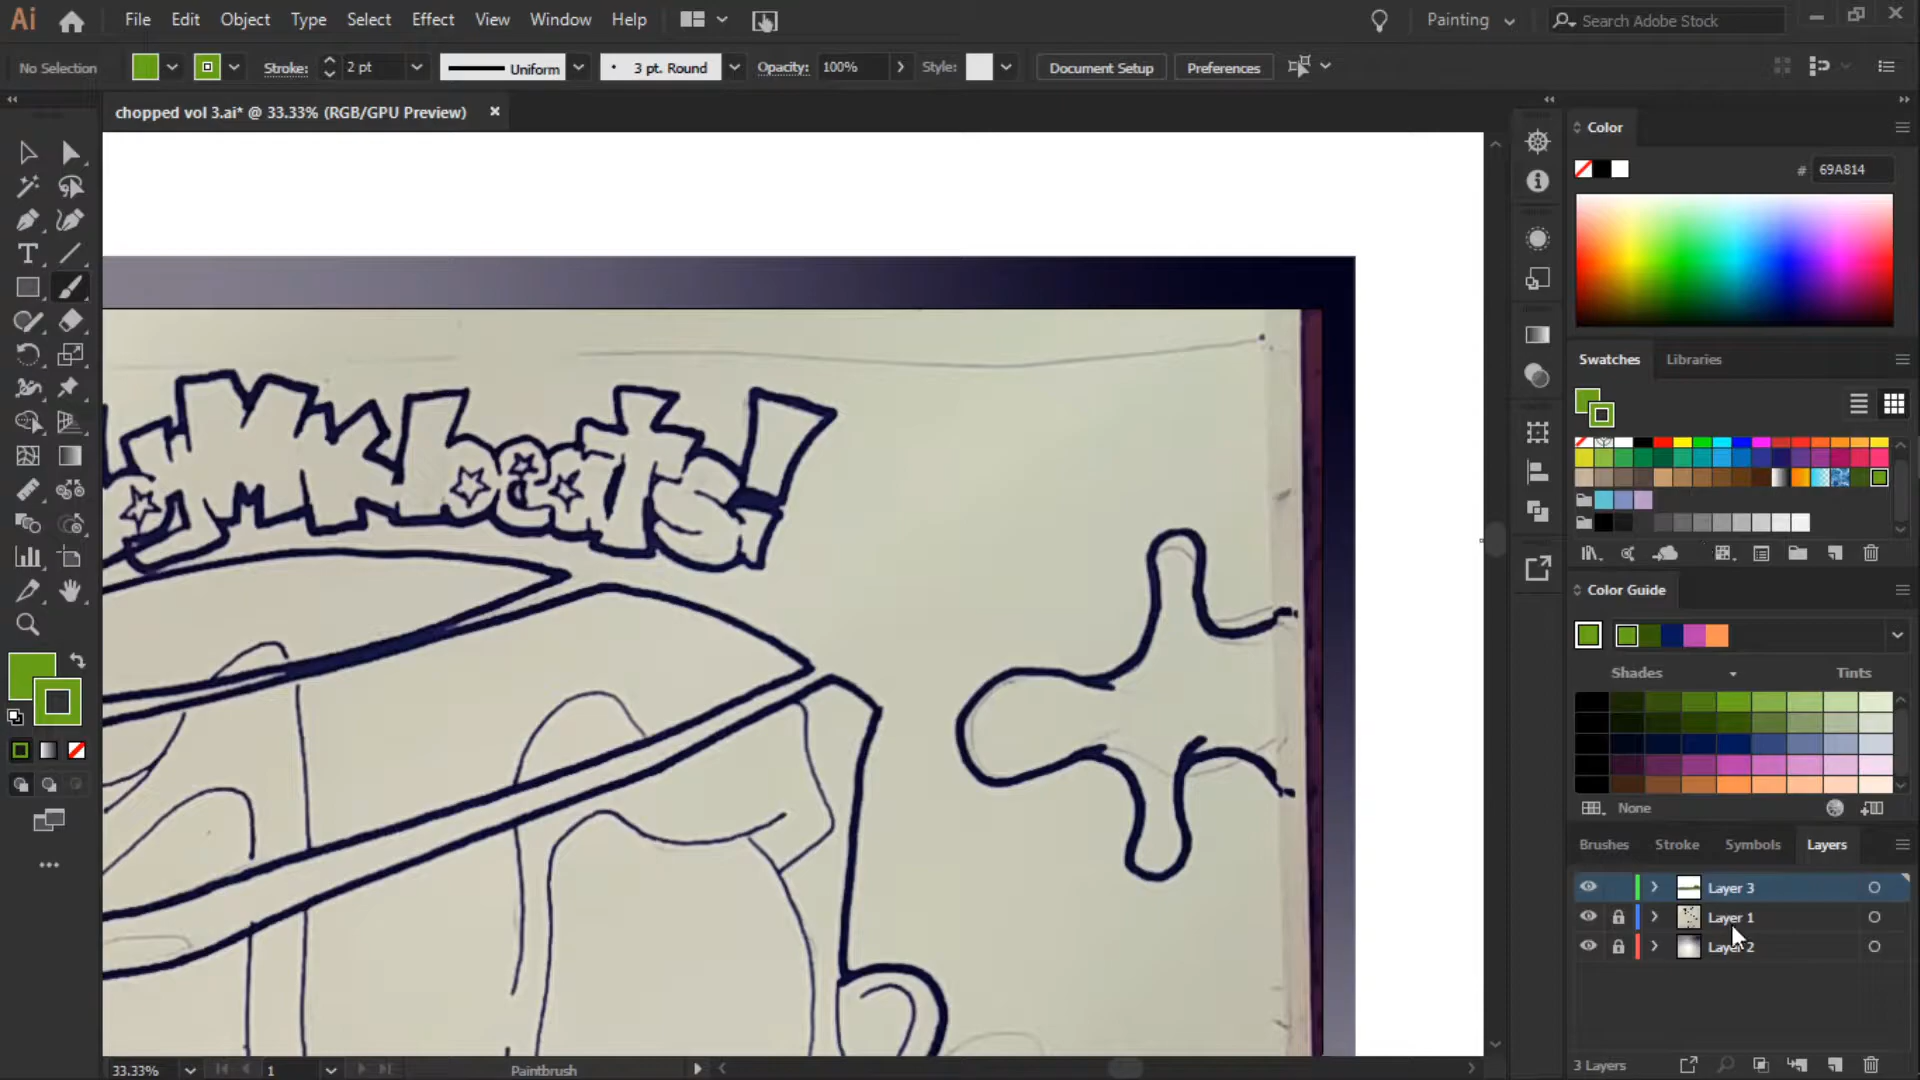 Ai File Edit Object Type Select Effect View Window Help Painting Search Adobe Stock
No Selection Stroke: 2 pt Uniform 3 pt. Round Opacity: 100% Style: Document Setup Preferences
chopped vol 3.ai* @ 33.33% (RGB/GPU Preview)
Color
# 69A814
Swatches Libraries
MKbeats!
Color Guide
Shades Tints
None
Brushes Stroke Symbols Layers
Layer 3
Layer 1
Layer 2
3 Layers
33.33% 1 Paintbrush